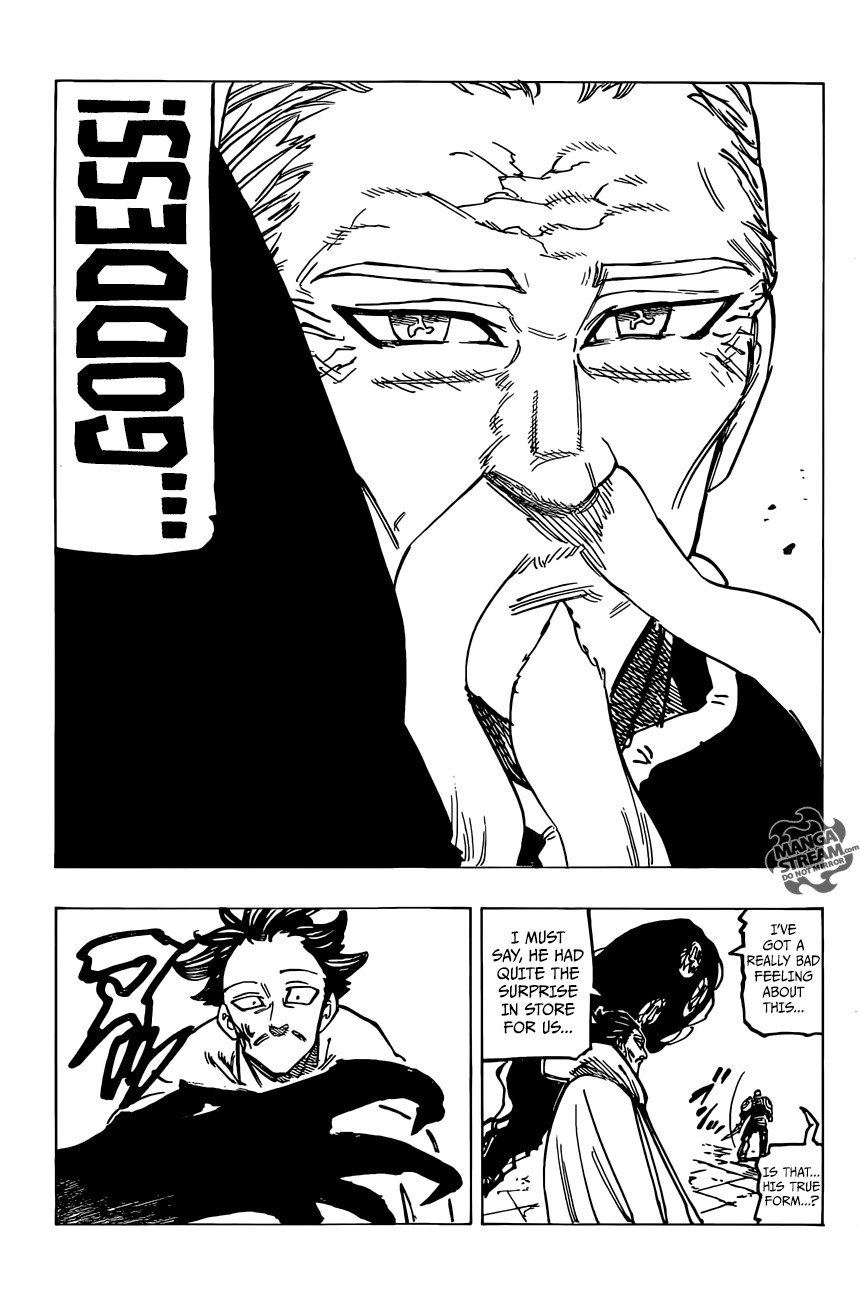 ...GODDESS!
MANGA
STREAM.com
DO NOT MIRROR
I'VE
GOT A
REALLY BAD
FEELING
ABOUT
THIS...
I MUST
SAY, HE HAD
QUITE THE
SURPRISE
IN STORE
FOR US...
IS THAT...
HIS TRUE
FORM...?